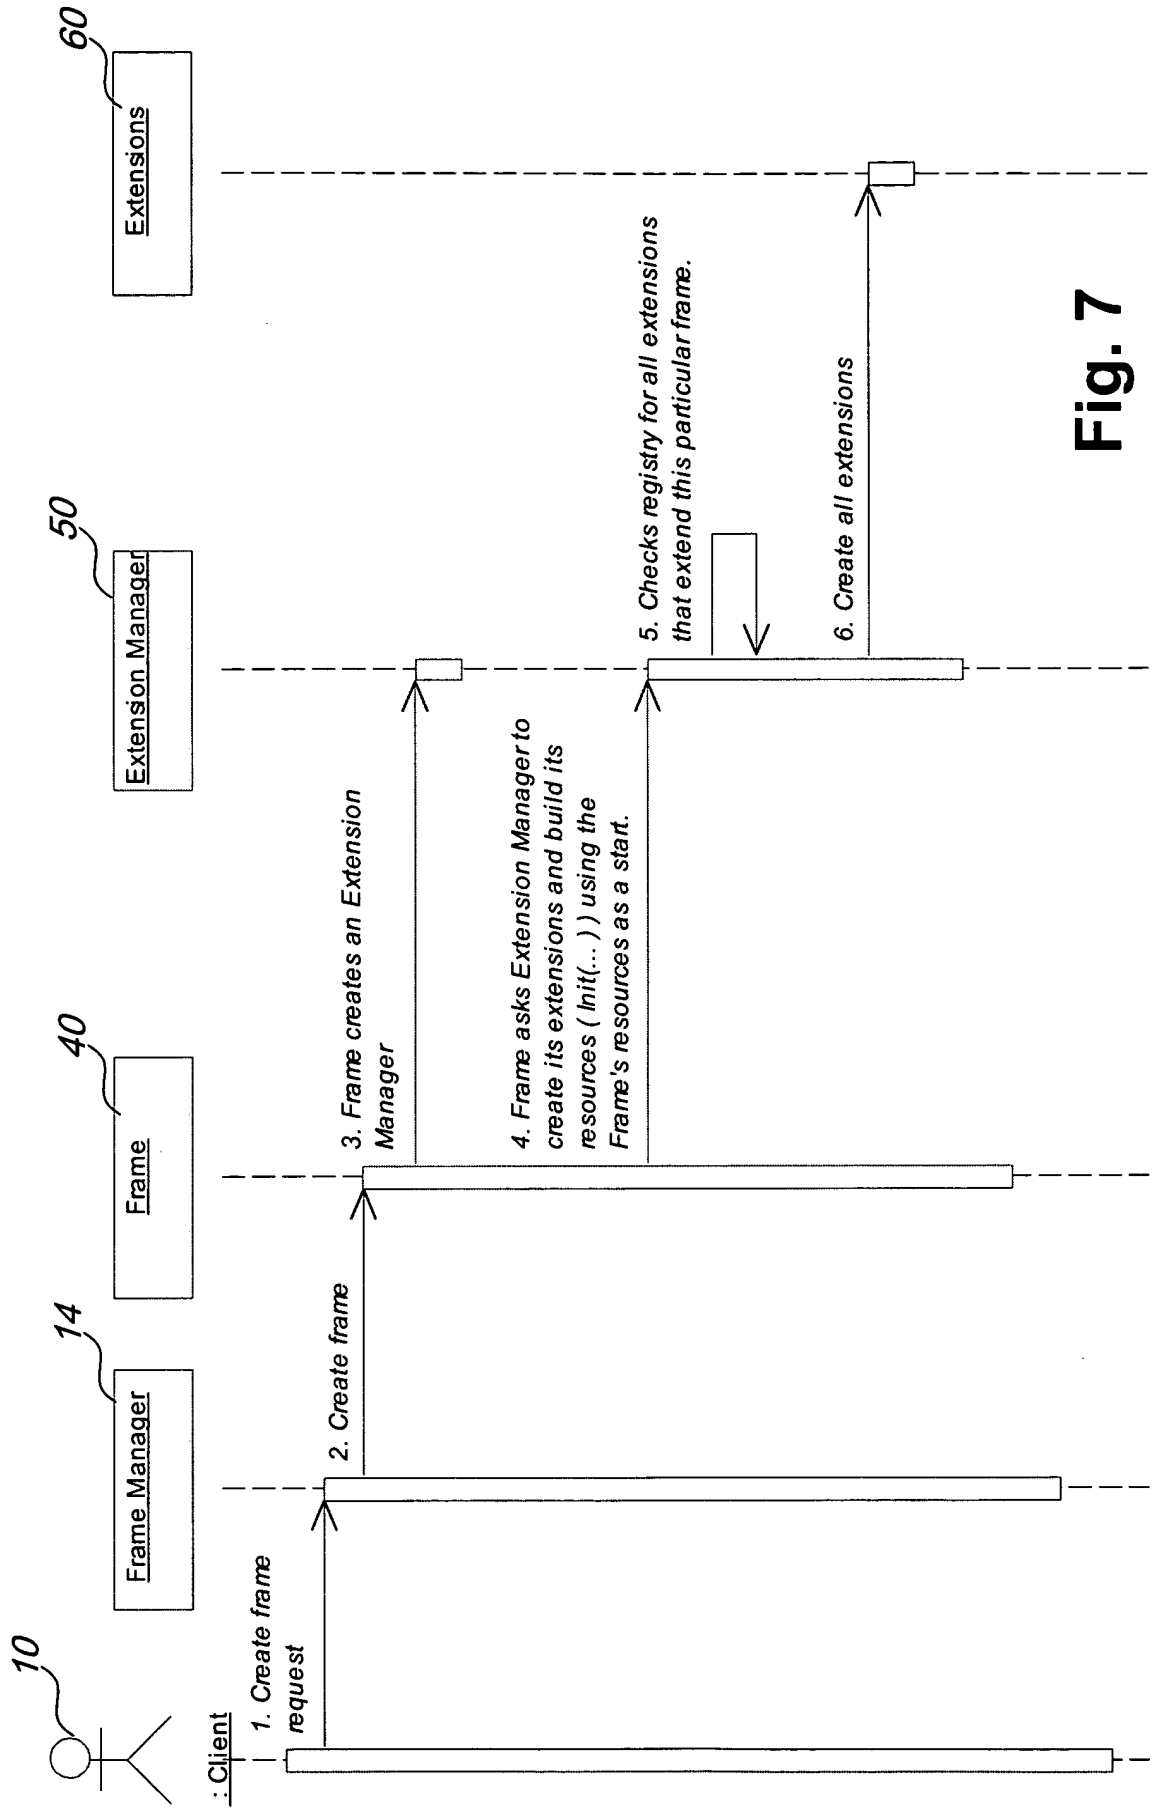 10
14
40
50
60
Frame Manager
Frame
Extension Manager
Extensions
: Client
1. Create frame
request
2. Create frame
3. Frame creates an Extension
Manager
4. Frame asks Extension Manager to
create its extensions and build its
resources ( Init(... ) ) using the
Frame's resources as a start.
5. Checks registry for all extensions
that extend this particular frame.
6. Create all extensions
Fig. 7